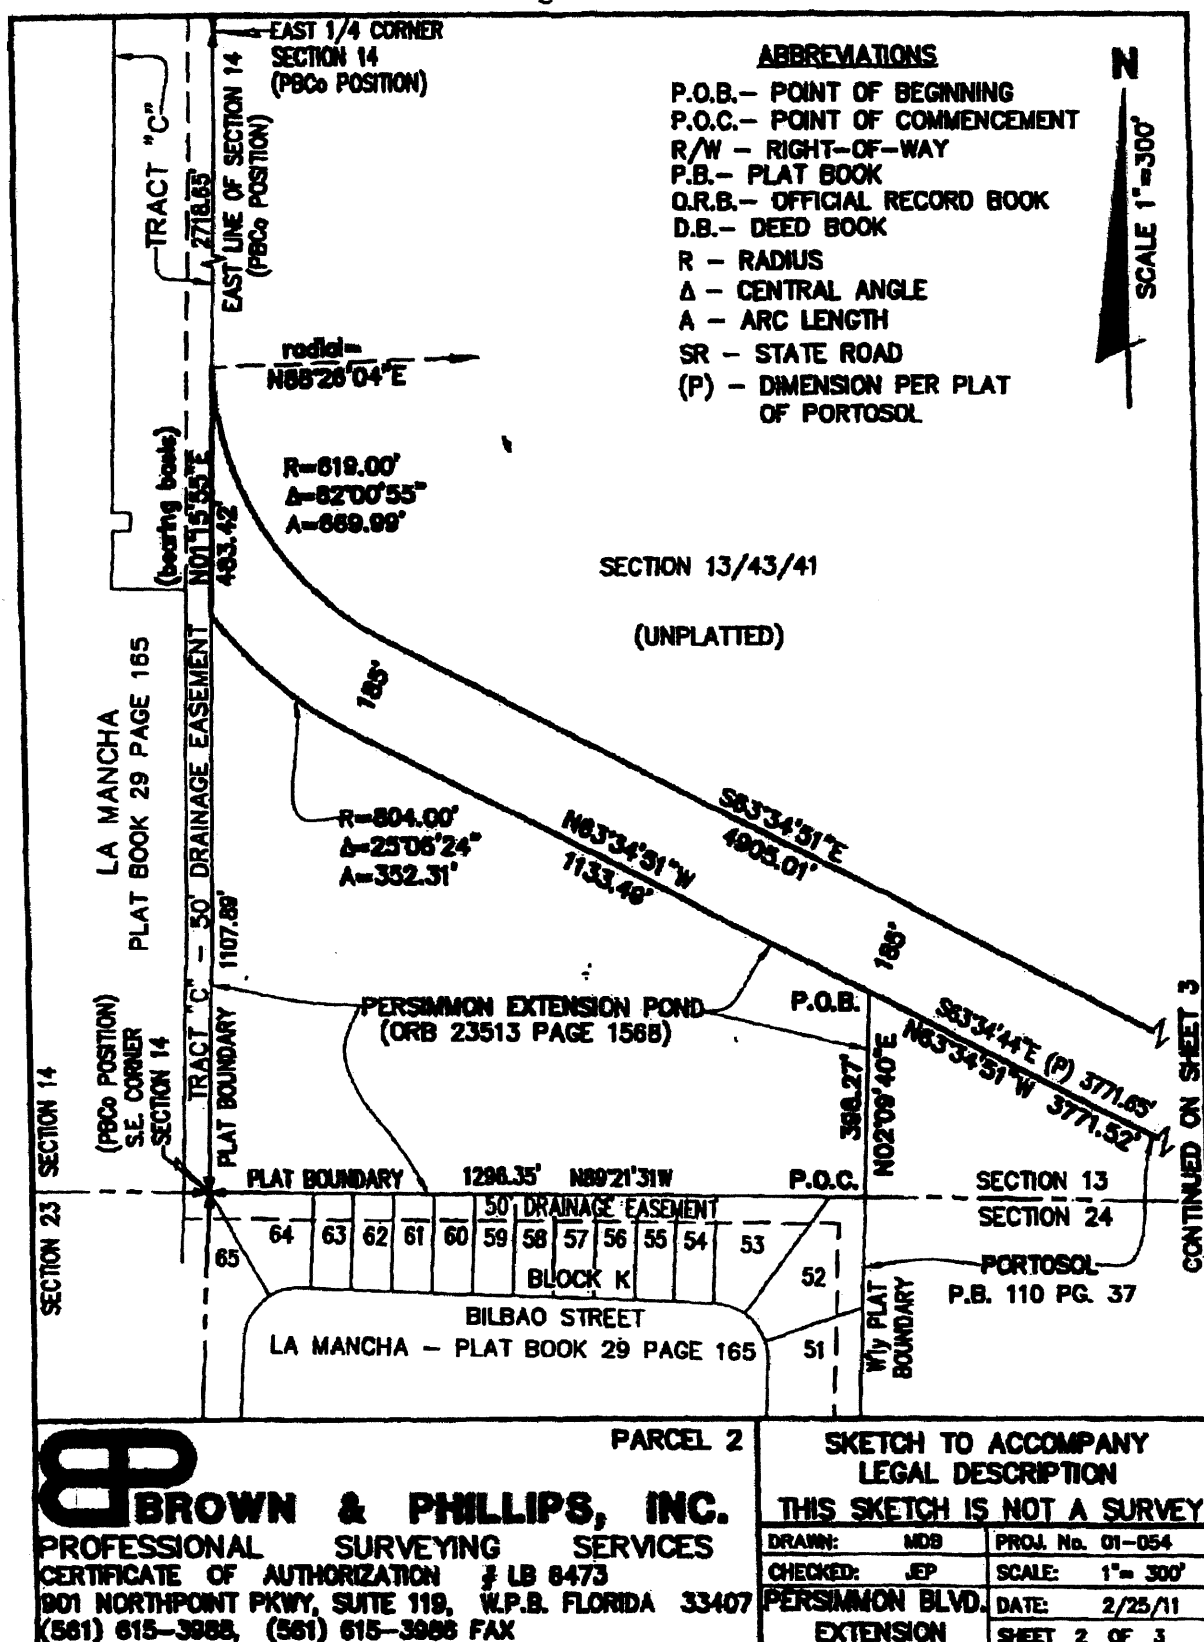 EAST 1/4 CORNER
SECTION 14
(PBCo POSITION)
TRACT "C"
2718.65'
EAST LINE OF SECTION 14
(PBCo POSITION)
ABBREVIATIONS
P.O.B.- POINT OF BEGINNING
P.O.C.- POINT OF COMMENCEMENT
R/W - RIGHT-OF-WAY
P.B.- PLAT BOOK
O.R.B.- OFFICIAL RECORD BOOK
D.B.- DEED BOOK
R - RADIUS
Δ - CENTRAL ANGLE
A - ARC LENGTH
SR - STATE ROAD
(P) - DIMENSION PER PLAT
OF PORTOSOL
N
SCALE 1"=300'
radial-
N88°26'04"E
(bearing basis)
N01°15'55"E
483.42'
R=619.00'
Δ=62°00'55"
A=669.99'
SECTION 13/43/41
(UNPLATTED)
185'
LA MANCHA
PLAT BOOK 29 PAGE 165
TRACT "C" - 50' DRAINAGE EASEMENT
R=804.00'
Δ=25°06'24"
A=352.31'
S63°34'51"E
4905.01'
N63°34'51"W
1133.49'
185'
1107.89'
PLAT BOUNDARY
PERSIMMON EXTENSION POND
(ORB 23513 PAGE 1568)
P.O.B.
S63°34'44"E (P) 3771.65'
N63°34'51"W 3771.52'
398.27'
N02°09'40"E
CONTINUED ON SHEET 3
(PBCo POSITION)
S.E. CORNER
SECTION 14
SECTION 14
SECTION 23
PLAT BOUNDARY 1296.35' N89°21'31W P.O.C.
SECTION 13
SECTION 24
50' DRAINAGE EASEMENT
65 64 63 62 61 60 59 58 57 56 55 54 53
52
51
BLOCK K
BILBAO STREET
LA MANCHA - PLAT BOOK 29 PAGE 165
W'ly PLAT
BOUNDARY
PORTOSOL
P.B. 110 PG. 37
PARCEL 2
BP
BROWN & PHILLIPS, INC.
PROFESSIONAL SURVEYING SERVICES
CERTIFICATE OF AUTHORIZATION # LB 6473
901 NORTHPOINT PKWY, SUITE 119, W.P.B. FLORIDA 33407
(561) 615-3988, (561) 615-3986 FAX
SKETCH TO ACCOMPANY
LEGAL DESCRIPTION
THIS SKETCH IS NOT A SURVEY
DRAWN: MDB
PROJ. No. 01-054
CHECKED: JEP
SCALE: 1"= 300'
PERSIMMON BLVD.
EXTENSION
DATE: 2/25/11
SHEET 2 OF 3